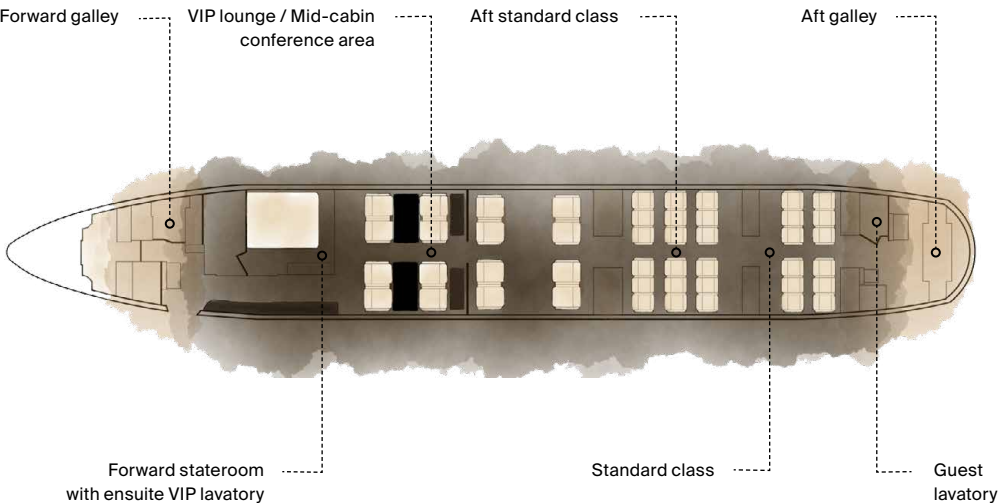 Forward galley
VIP lounge / Mid-cabin
conference area
Aft standard class
Aft galley
Forward stateroom
with ensuite VIP lavatory
Standard class
Guest
lavatory